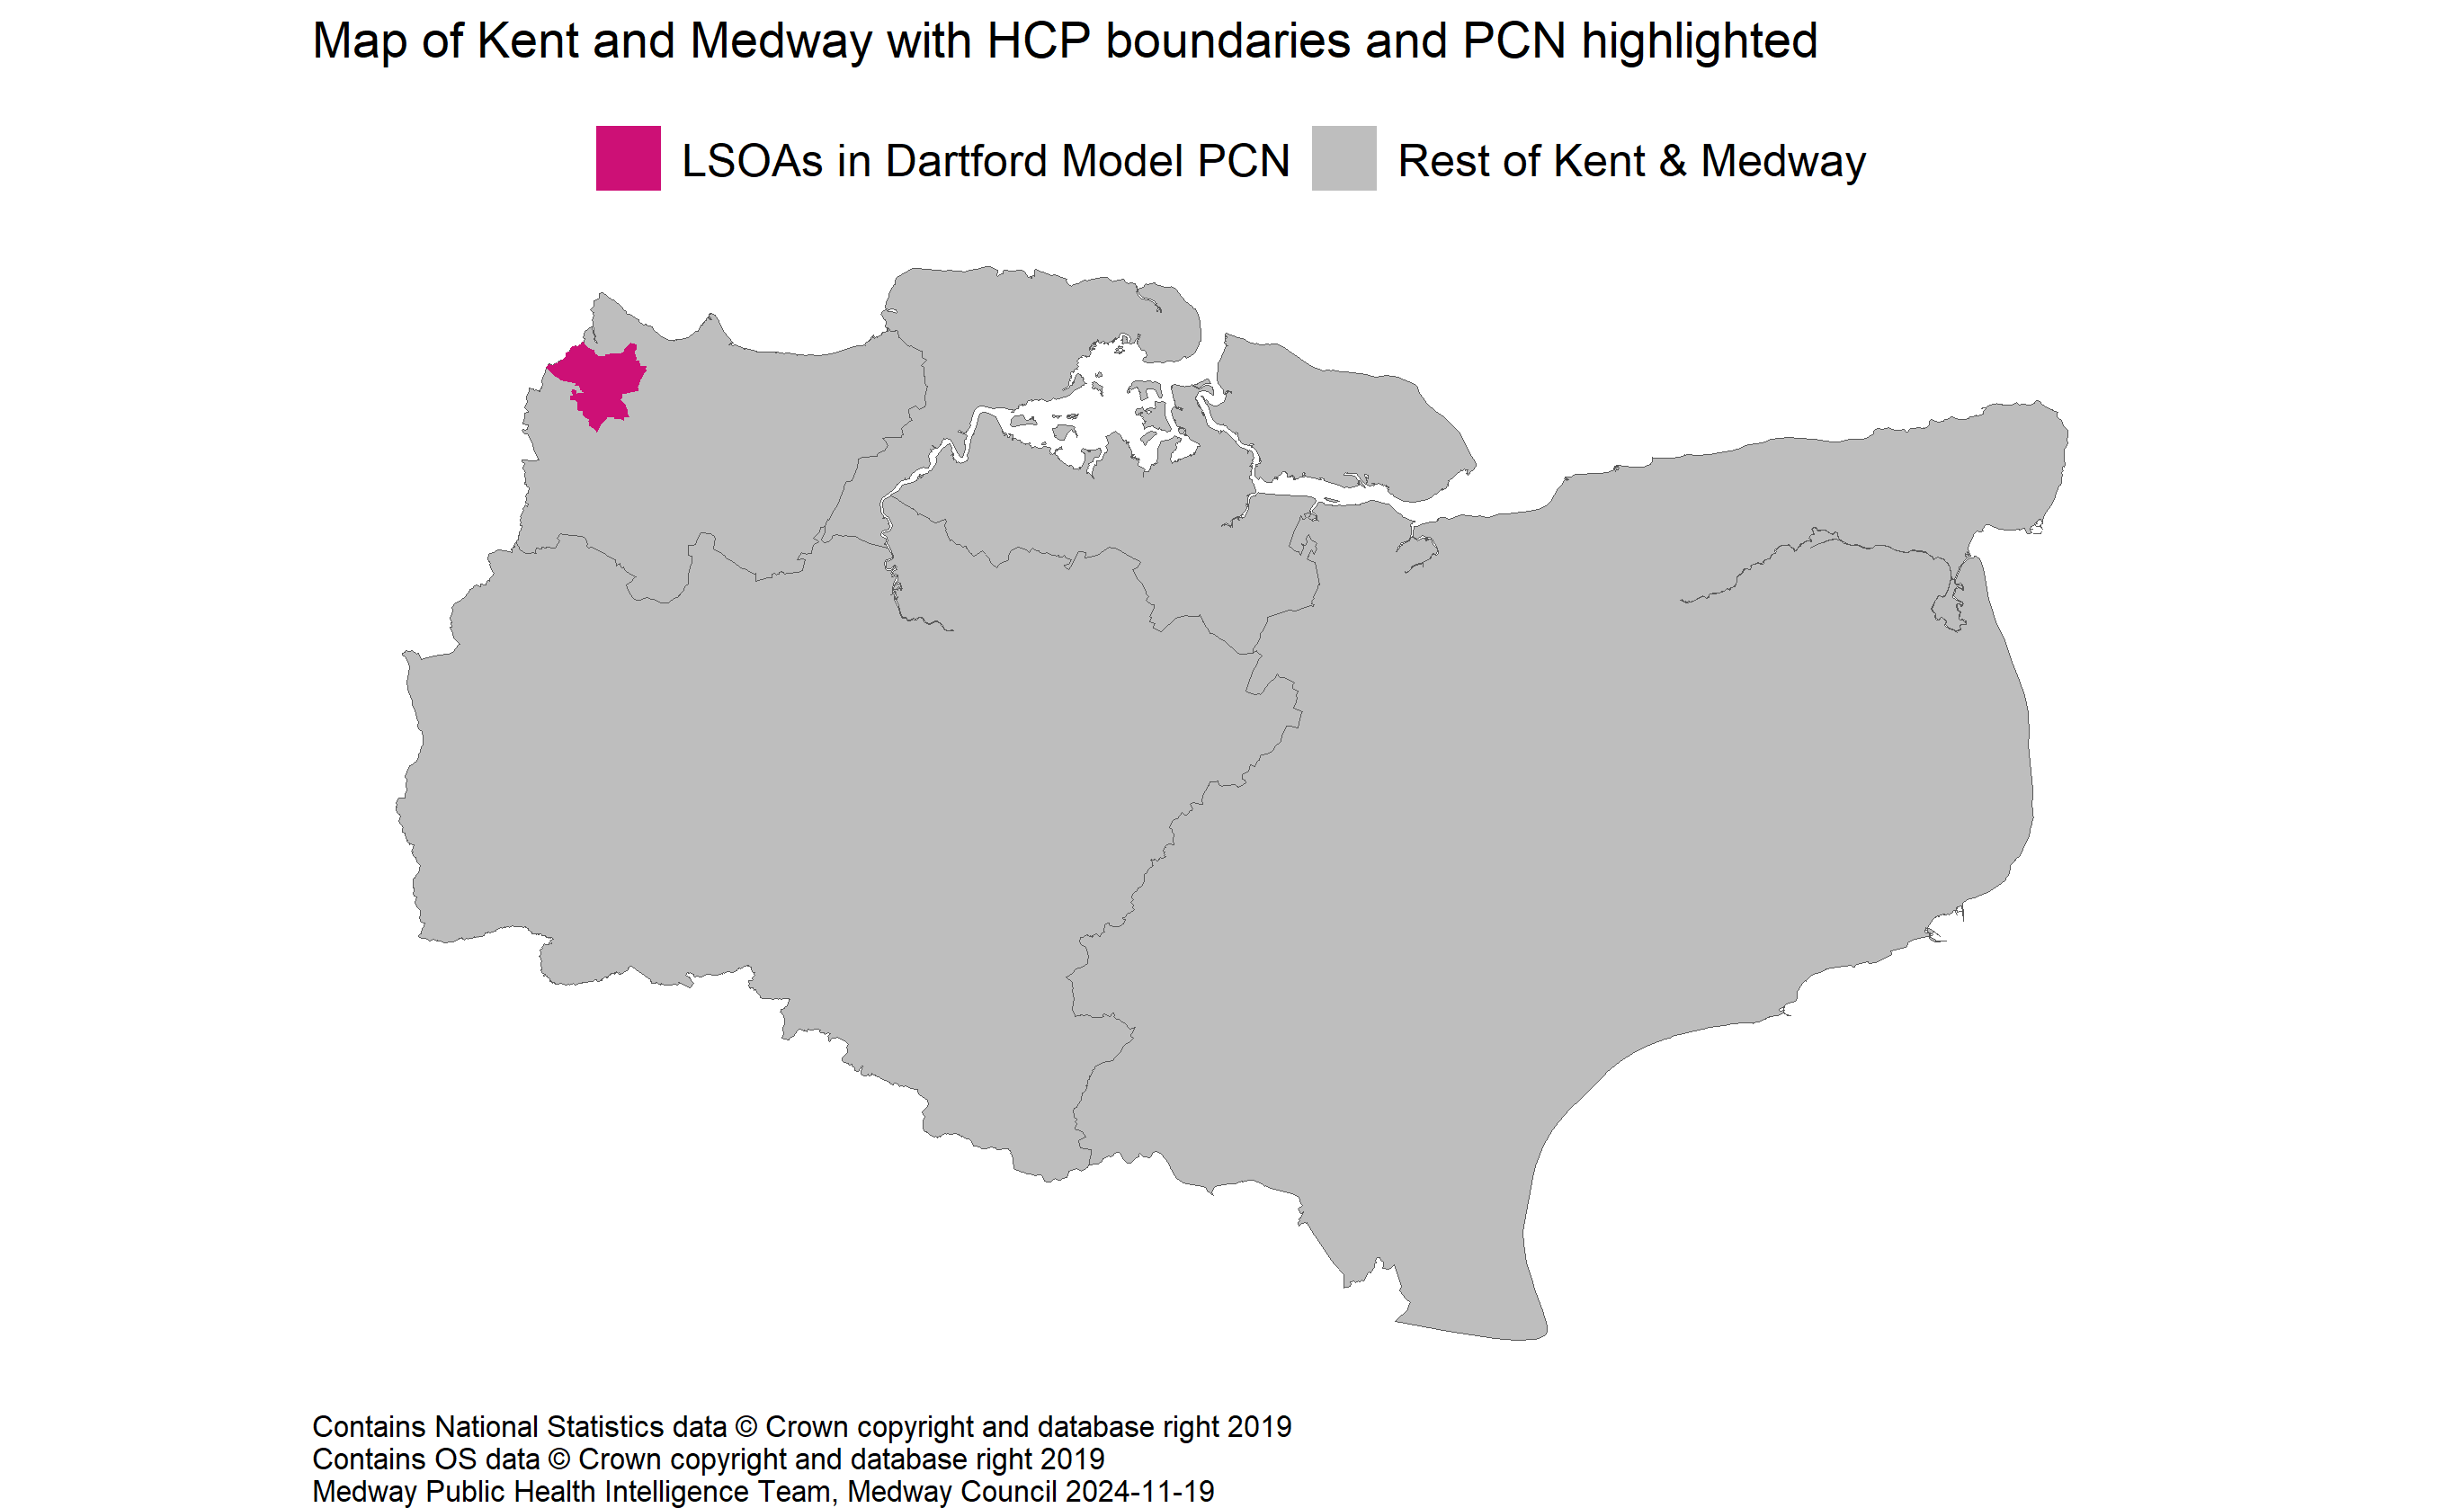 Map of Kent and Medway with HCP boundaries and PCN highlighted
LSOAs in Dartford Model PCN
Rest of Kent & Medway
Contains National Statistics data © Crown copyright and database right 2019
Contains OS data © Crown copyright and database right 2019
Medway Public Health Intelligence Team, Medway Council 2024-11-19